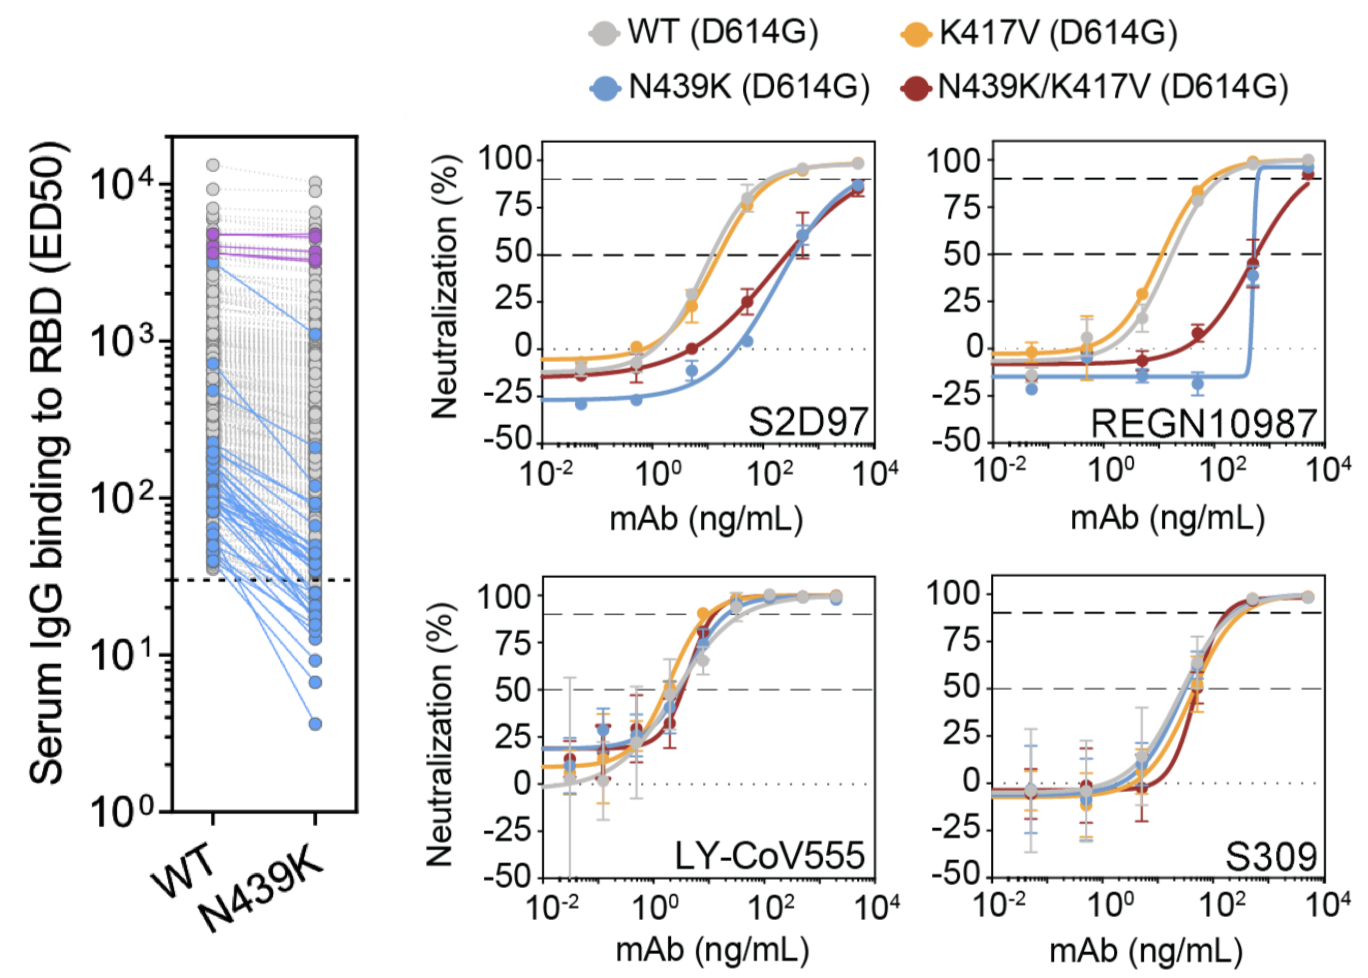 WT (D614G)
K417V (D614G)
N439K (D614G)
N439K/K417V (D614G)
Serum IgG binding to RBD (ED50)
10⁴
10³
10²
10¹
10⁰
WT
N439K
Neutralization (%)
100
75
50
25
0
-25
-50
S2D97
10⁻²
10⁰
10²
10⁴
mAb (ng/mL)
100
75
50
25
0
-25
-50
REGN10987
10⁻²
10⁰
10²
10⁴
mAb (ng/mL)
Neutralization (%)
100
75
50
25
0
-25
-50
LY-CoV555
10⁻²
10⁰
10²
10⁴
mAb (ng/mL)
100
75
50
25
0
-25
-50
S309
10⁻²
10⁰
10²
10⁴
mAb (ng/mL)